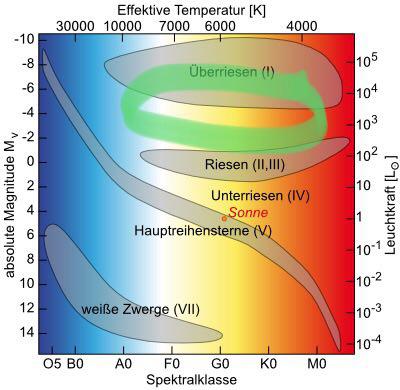 Effektive Temperatur [K]
30000 10000 7000 6000 4000
absolute Magnitude Mᵥ
-10
-8
-6
-4
-2
0
2
4
6
8
10
12
14
Überriesen (I)
Riesen (II,III)
Unterriesen (IV)
Sonne
Hauptreihensterne (V)
weiße Zwerge (VII)
10⁵
10⁴
10³
10²
10
1
10⁻¹
10⁻²
10⁻³
10⁻⁴
Leuchtkraft [L☉]
O5 B0 A0 F0 G0 K0 M0
Spektralklasse